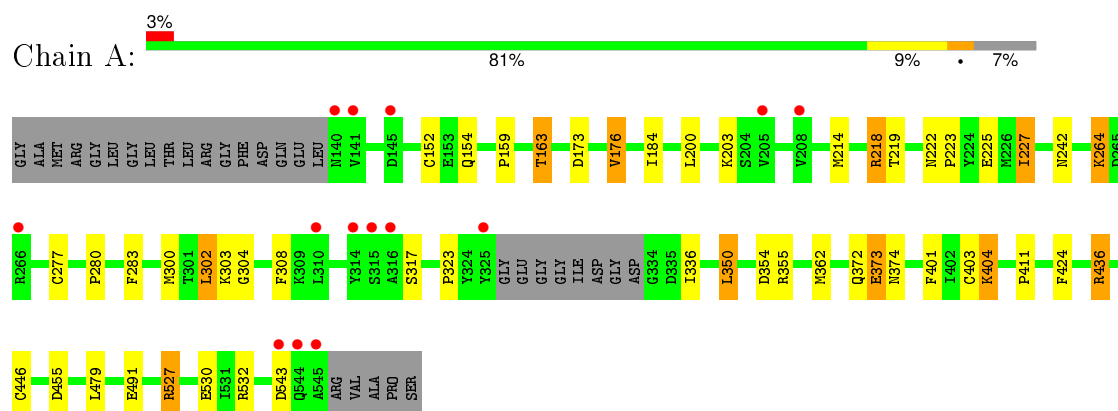 3%
Chain A:
81% 9% • 7%
GLY ALA MET ARG GLY LEU GLY LEU THR LEU ARG GLY PHE ASP GLN GLU LEU N140 V141 D145 C152 E153 Q154 P159 T163 D173 V176 I184 L200 K203 S204 V205 V208 M214 R218 T219 N222 P223 Y224 E225 M226 I227 N242 K264 D265
R266 C277 P280 F283 M300 T301 L302 K303 G304 F308 K309 L310 Y314 S315 A316 S317 P323 Y324 Y325 GLY GLU GLY GLY ILE ASP GLY ASP G334 D335 I336 L350 D354 R355 M362 Q372 E373 N374 F401 I402 C403 K404 P411 F424 R436
C446 D455 L479 E491 R527 E530 I531 R532 D543 Q544 A545 ARG VAL ALA PRO SER